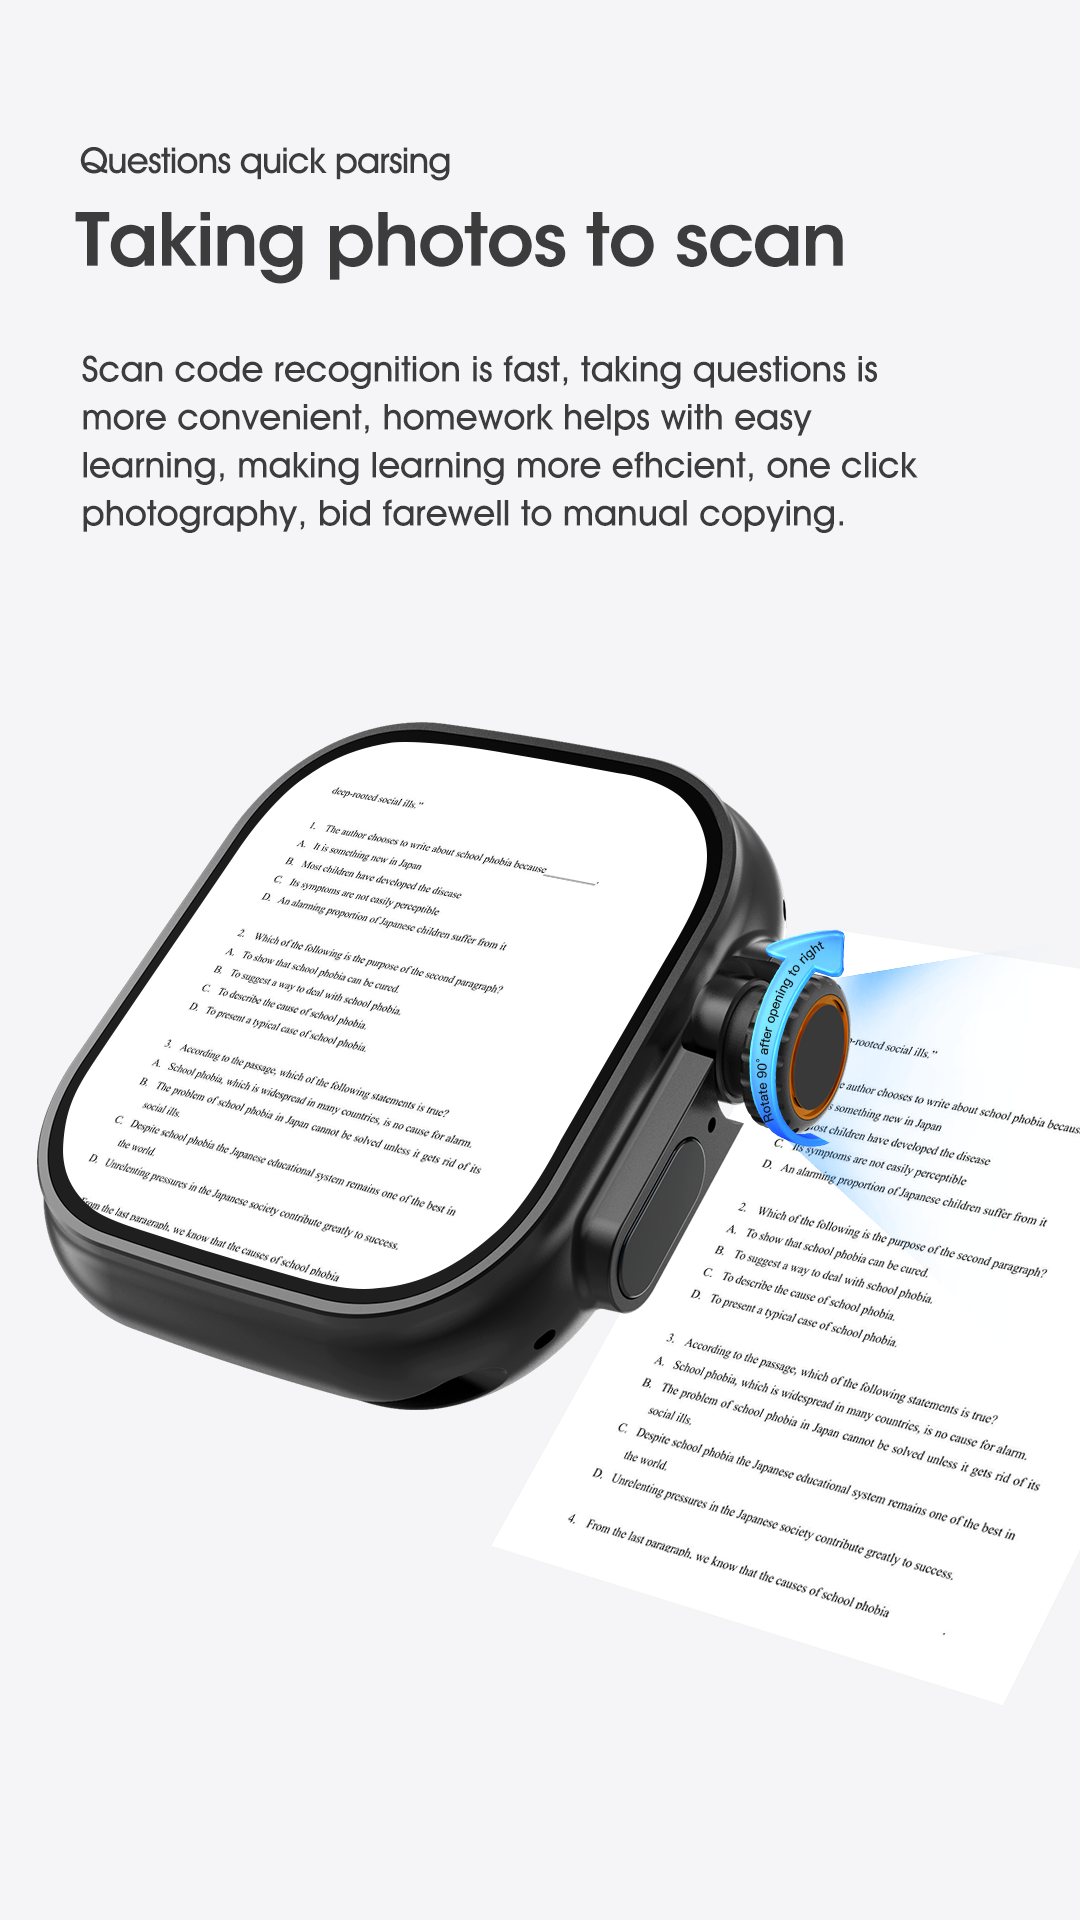 Questions quick parsing
Taking photos to scan
Scan code recognition is fast, taking questions is
more convenient, homework helps with easy
learning, making learning more efhcient, one click
photography, bid farewell to manual copying.
deep-rooted social ills.”
1. The author chooses to write about school phobia because________.
A. It is something new in Japan
B. Most children have developed the disease
C. Its symptoms are not easily perceptible
D. An alarming proportion of Japanese children suffer from it
2. Which of the following is the purpose of the second paragraph?
A. To show that school phobia can be cured.
B. To suggest a way to deal with school phobia.
C. To describe the cause of school phobia.
D. To present a typical case of school phobia.
3. According to the passage, which of the following statements is true?
A. School phobia, which is widespread in many countries, is no cause for alarm.
B. The problem of school phobia in Japan cannot be solved unless it gets rid of its
social ills.
C. Despite school phobia the Japanese educational system remains one of the best in
the world.
D. Unrelenting pressures in the Japanese society contribute greatly to success.
From the last paragraph, we know that the causes of school phobia
Rotate 90° after opening to right
-rooted social ills.”
e author chooses to write about school phobia becaus
s something new in Japan
ost children have developed the disease
C. Its symptoms are not easily perceptible
D. An alarming proportion of Japanese children suffer from it
2. Which of the following is the purpose of the second paragraph?
A. To show that school phobia can be cured.
B. To suggest a way to deal with school phobia.
C. To describe the cause of school phobia.
D. To present a typical case of school phobia.
3. According to the passage, which of the following statements is true?
A. School phobia, which is widespread in many countries, is no cause for alarm.
B. The problem of school phobia in Japan cannot be solved unless it gets rid of its
social ills.
C. Despite school phobia the Japanese educational system remains one of the best in
the world.
D. Unrelenting pressures in the Japanese society contribute greatly to success.
4. From the last paragraph, we know that the causes of school phobia
.